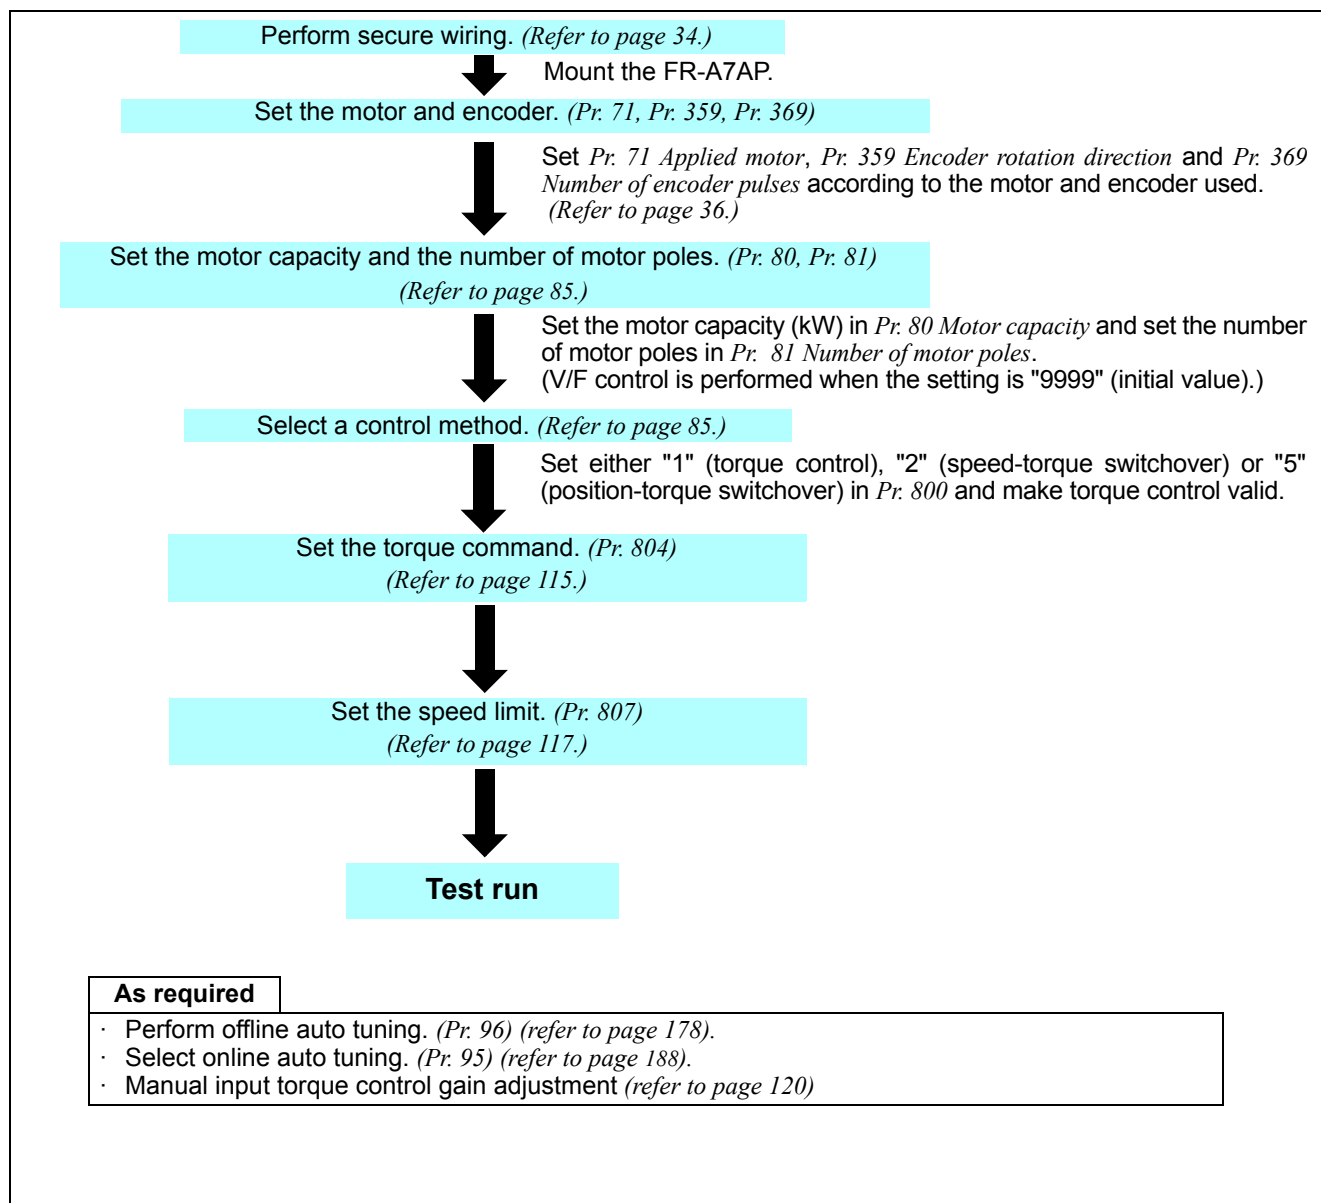 Perform secure wiring. (Refer to page 34.)
Mount the FR-A7AP.
Set the motor and encoder. (Pr. 71, Pr. 359, Pr. 369)
Set Pr. 71 Applied motor, Pr. 359 Encoder rotation direction and Pr. 369
Number of encoder pulses according to the motor and encoder used.
(Refer to page 36.)
Set the motor capacity and the number of motor poles. (Pr. 80, Pr. 81)
(Refer to page 85.)
Set the motor capacity (kW) in Pr. 80 Motor capacity and set the number
of motor poles in Pr. 81 Number of motor poles.
(V/F control is performed when the setting is "9999" (initial value).)
Select a control method. (Refer to page 85.)
Set either "1" (torque control), "2" (speed-torque switchover) or "5"
(position-torque switchover) in Pr. 800 and make torque control valid.
Set the torque command. (Pr. 804)
(Refer to page 115.)
Set the speed limit. (Pr. 807)
(Refer to page 117.)
Test run
As required
· Perform offline auto tuning. (Pr. 96) (refer to page 178).
· Select online auto tuning. (Pr. 95) (refer to page 188).
· Manual input torque control gain adjustment (refer to page 120)